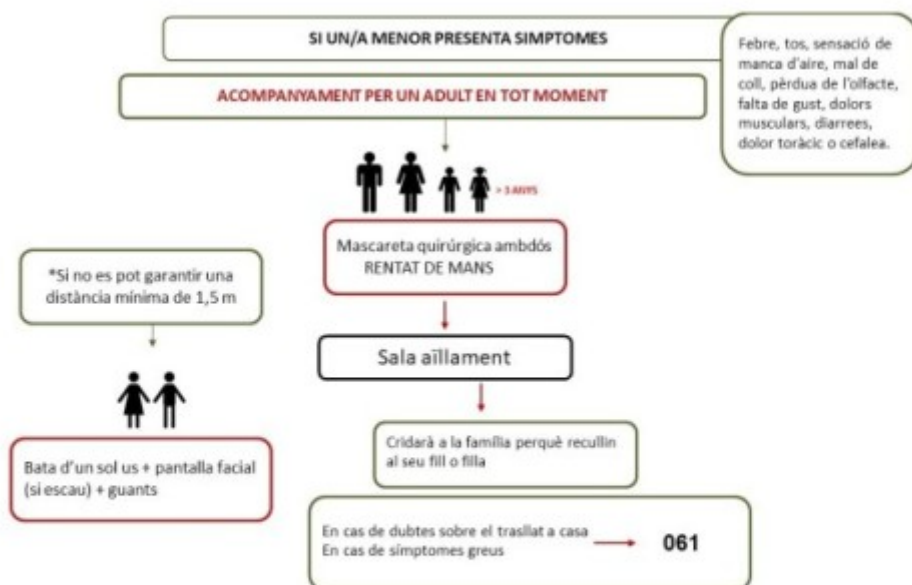 SI UN/A MENOR PRESENTA SIMPTOMES
Febre, tos, sensació de
manca d'aire, mal de
coll, pèrdua de l'olfacte,
falta de gust, dolors
musculars, diarrees,
dolor toràcic o cefalea.
ACOMPANYAMENT PER UN ADULT EN TOT MOMENT
> 3 ANYS
Mascareta quirúrgica ambdós
RENTAT DE MANS
*Si no es pot garantir una
distància mínima de 1,5 m
Sala aïllament
Bata d'un sol us + pantalla facial
(si escau) + guants
Cridarà a la família perquè recullin
al seu fill o filla
En cas de dubtes sobre el trasllat a casa
En cas de símptomes greus
061